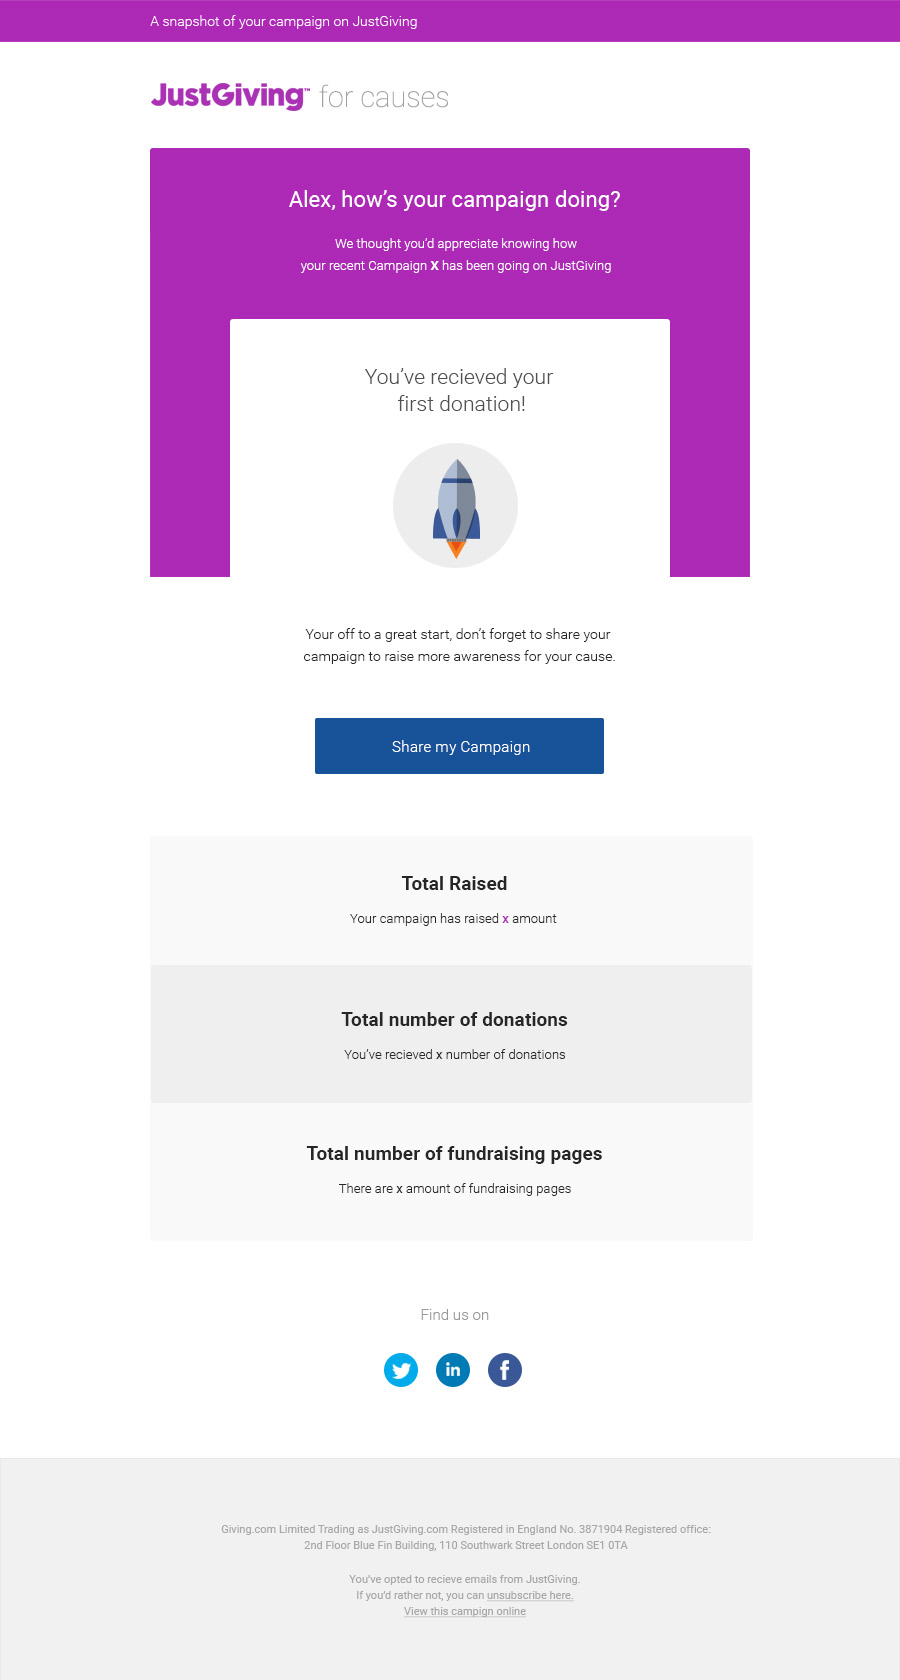 A snapshot of your campaign on JustGiving
JustGiving™ for causes
Alex, how’s your campaign doing?
We thought you’d appreciate knowing how
your recent Campaign X has been going on JustGiving
You’ve recieved your
first donation!
Your off to a great start, don’t forget to share your
campaign to raise more awareness for your cause.
Share my Campaign
Total Raised
Your campaign has raised x amount
Total number of donations
You’ve recieved x number of donations
Total number of fundraising pages
There are x amount of fundraising pages
Find us on
in
f
Giving.com Limited Trading as JustGiving.com Registered in England No. 3871904 Registered office:
2nd Floor Blue Fin Building, 110 Southwark Street London SE1 0TA
You’ve opted to recieve emails from JustGiving.
If you’d rather not, you can unsubscribe here.
View this campign online